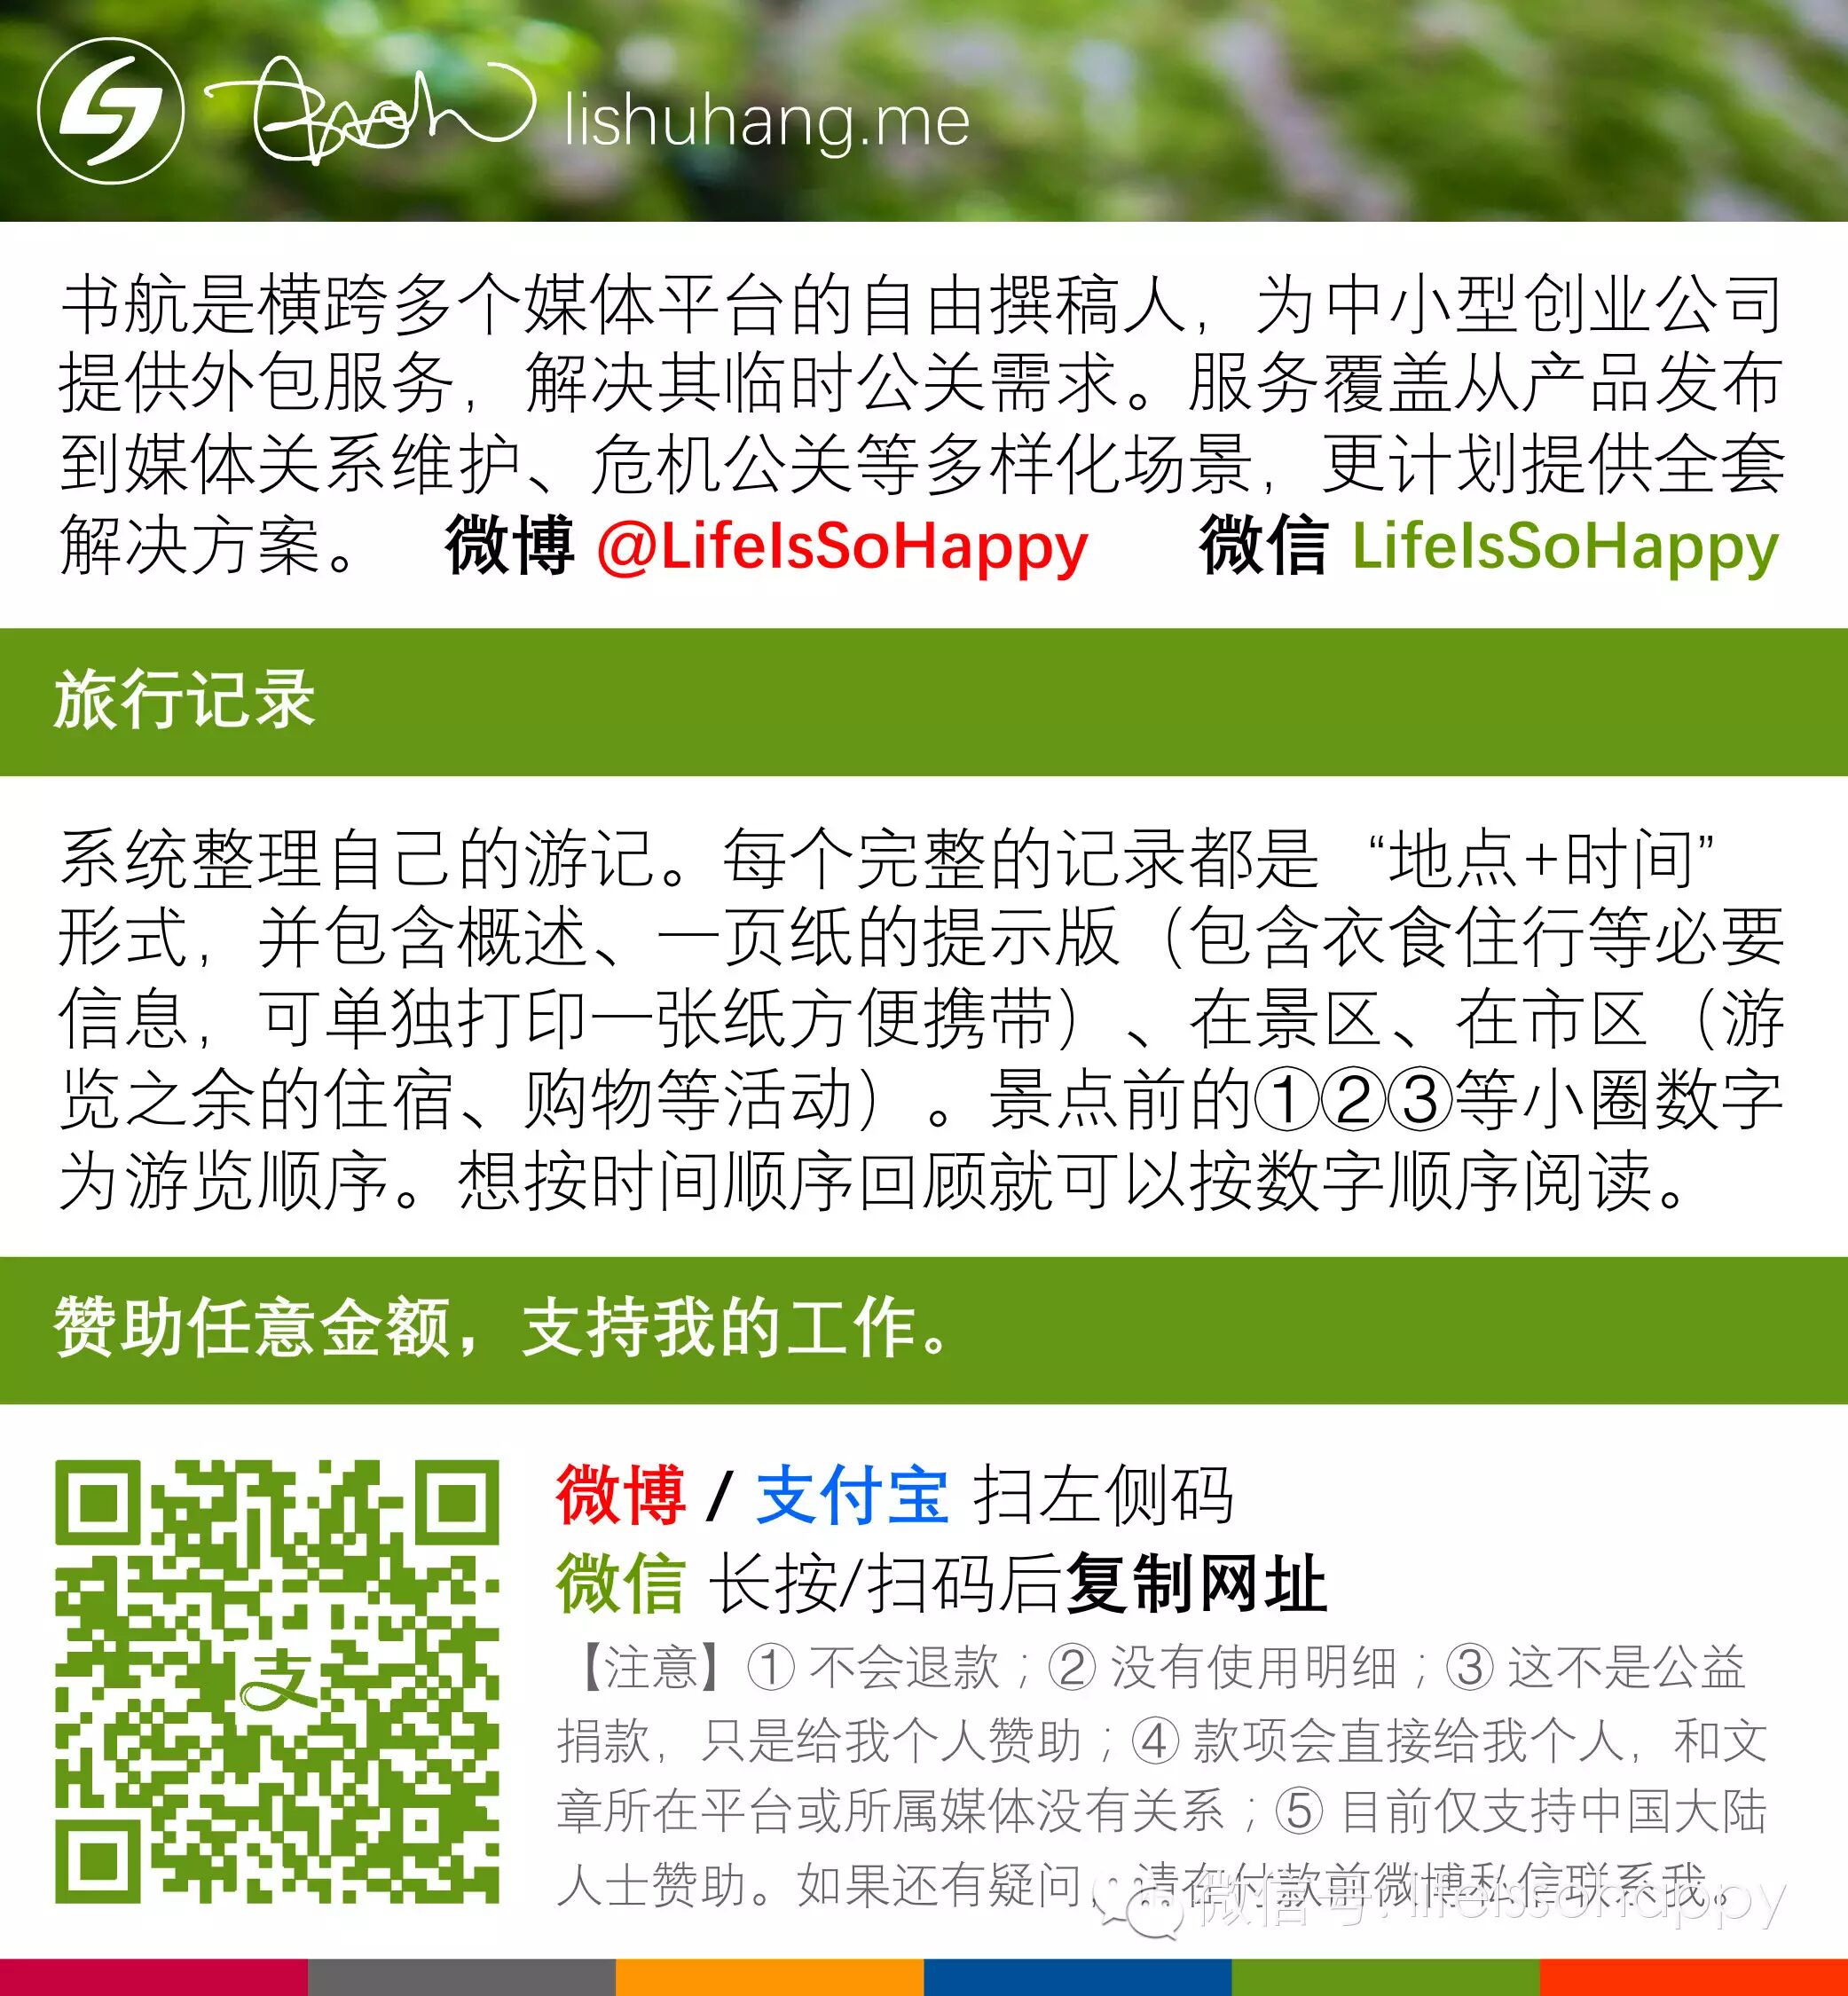 lishuhang.me
书航是横跨多个媒体平台的自由撰稿人，为中小型创业公司
提供外包服务，解决其临时公关需求。服务覆盖从产品发布
到媒体关系维护、危机公关等多样化场景，更计划提供全套
解决方案。 微博 @LifeIsSoHappy 微信 LifeIsSoHappy
旅行记录
系统整理自己的游记。每个完整的记录都是“地点+时间”
形式，并包含概述、一页纸的提示版（包含衣食住行等必要
信息，可单独打印一张纸方便携带）、在景区、在市区（游
览之余的住宿、购物等活动）。景点前的①②③等小圈数字
为游览顺序。想按时间顺序回顾就可以按数字顺序阅读。
赞助任意金额，支持我的工作。
支
微博 / 支付宝 扫左侧码
微信 长按/扫码后复制网址
【注意】① 不会退款；② 没有使用明细；③ 这不是公益
捐款，只是给我个人赞助；④ 款项会直接给我个人，和文
章所在平台或所属媒体没有关系；⑤ 目前仅支持中国大陆
人士赞助。如果还有疑问，请在付款前微博私信联系我。
微信号: lifeissohappy